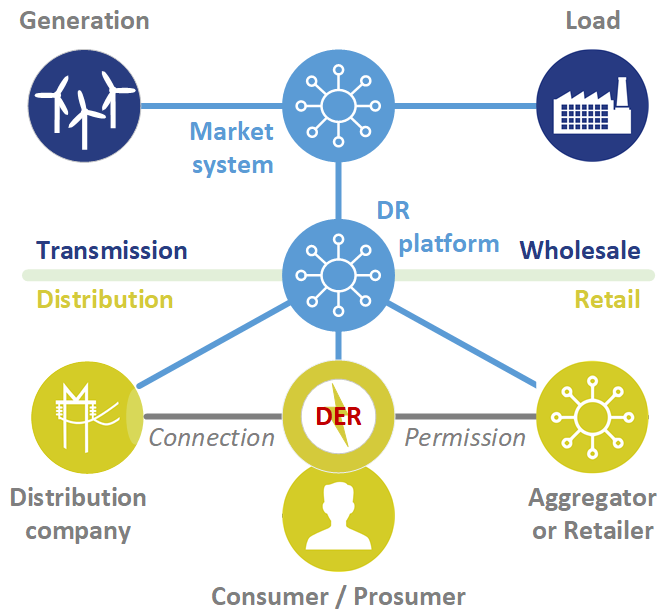 Generation
Load
Market
system
DR
platform
Transmission
Wholesale
Distribution
Retail
DER
Connection
Permission
Distribution
company
Aggregator
or Retailer
Consumer / Prosumer